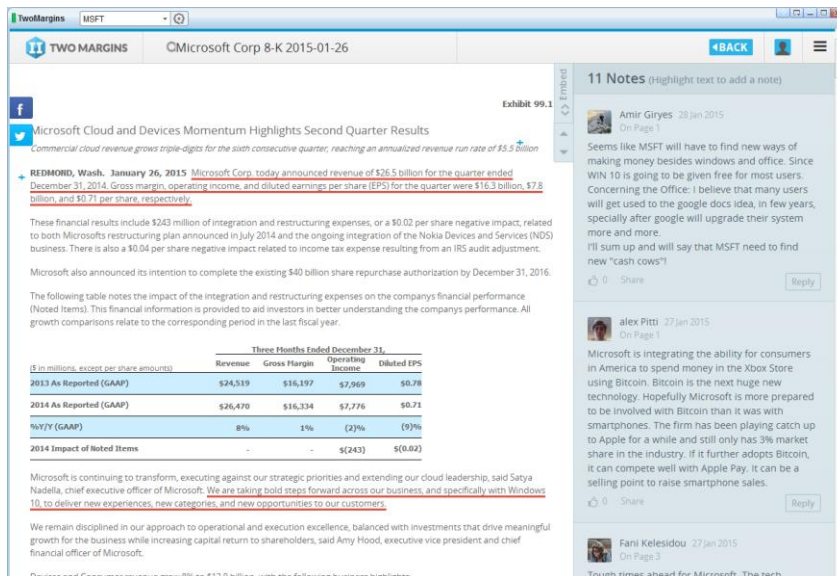 TwoMargins MSFT
TWO MARGINS
©Microsoft Corp 8-K 2015-01-26
BACK
Embed
Exhibit 99.1
Microsoft Cloud and Devices Momentum Highlights Second Quarter Results
Commercial cloud revenue grows triple-digits for the sixth consecutive quarter, reaching an annualized revenue run rate of $5.5 billion
REDMOND, Wash. January 26, 2015 Microsoft Corp. today announced revenue of $26.5 billion for the quarter ended
December 31, 2014. Gross margin, operating income, and diluted earnings per share (EPS) for the quarter were $16.3 billion, $7.8
billion, and $0.71 per share, respectively.
These financial results include $243 million of integration and restructuring expenses, or a $0.02 per share negative impact, related
to both Microsofts restructuring plan announced in July 2014 and the ongoing integration of the Nokia Devices and Services (NDS)
business. There is also a $0.04 per share negative impact related to income tax expense resulting from an IRS audit adjustment.
Microsoft also announced its intention to complete the existing $40 billion share repurchase authorization by December 31, 2016.
The following table notes the impact of the integration and restructuring expenses on the companys financial performance
(Noted Items). This financial information is provided to aid investors in better understanding the companys performance. All
growth comparisons relate to the corresponding period in the last fiscal year.
Three Months Ended December 31,
($ in millions, except per share amounts) Revenue Gross Margin Operating Income Diluted EPS
2013 As Reported (GAAP) $24,519 $16,197 $7,969 $0.78
2014 As Reported (GAAP) $26,470 $16,334 $7,776 $0.71
%Y/Y (GAAP) 8% 1% (2)% (9)%
2014 Impact of Noted Items - - $(243) $(0.02)
Microsoft is continuing to transform, executing against our strategic priorities and extending our cloud leadership, said Satya
Nadella, chief executive officer of Microsoft. We are taking bold steps forward across our business, and specifically with Windows
10, to deliver new experiences, new categories, and new opportunities to our customers.
We remain disciplined in our approach to operational and execution excellence, balanced with investments that drive meaningful
growth for the business while increasing capital return to shareholders, said Amy Hood, executive vice president and chief
financial officer of Microsoft.
Devices and Consumer revenue grew 8% to $12.9 billion, with the following business highlights:
11 Notes (Highlight text to add a note)
Amir Giryes 28 Jan 2015
On Page 1
Seems like MSFT will have to find new ways of
making money besides windows and office. Since
WIN 10 is going to be given free for most users.
Concerning the Office: I believe that many users
will get used to the google docs idea, in few years,
specially after google will upgrade their system
more and more.
I'll sum up and will say that MSFT need to find
new "cash cows"!
0 Share Reply
alex Pitti 27 Jan 2015
On Page 1
Microsoft is integrating the ability for consumers
in America to spend money in the Xbox Store
using Bitcoin. Bitcoin is the next huge new
technology. Hopefully Microsoft is more prepared
to be involved with Bitcoin than it was with
smartphones. The firm has been playing catch up
to Apple for a while and still only has 3% market
share in the industry. If it further adopts Bitcoin,
it can compete well with Apple Pay. It can be a
selling point to raise smartphone sales.
0 Share Reply
Fani Kelesidou 27 Jan 2015
On Page 3
Tough times ahead for Microsoft. The tech